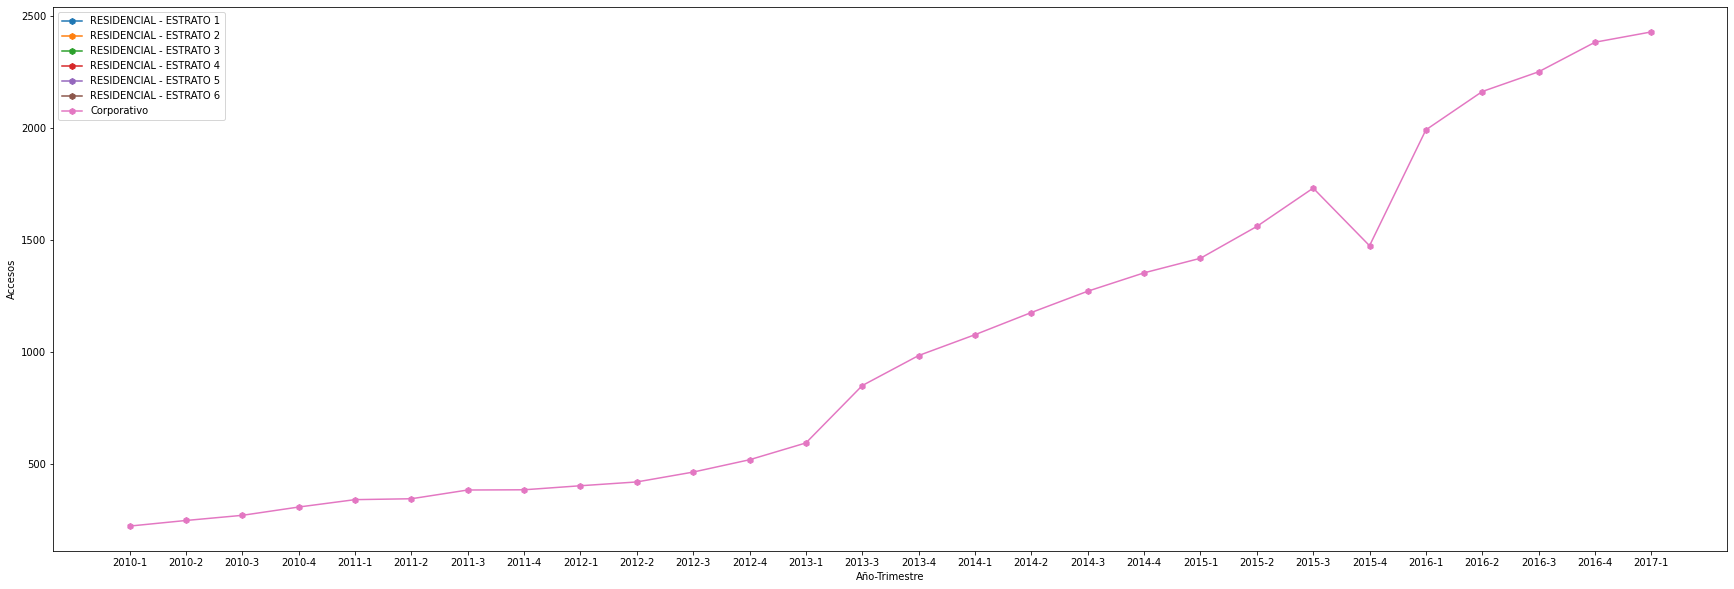 RESIDENCIAL - ESTRATO 1
RESIDENCIAL - ESTRATO 2
RESIDENCIAL - ESTRATO 3
RESIDENCIAL - ESTRATO 4
RESIDENCIAL - ESTRATO 5
RESIDENCIAL - ESTRATO 6
Corporativo
2500
2000
1500
1000
500
Accesos
2010-1 2010-2 2010-3 2010-4 2011-1 2011-2 2011-3 2011-4 2012-1 2012-2 2012-3 2012-4 2013-1 2013-3 2013-4 2014-1 2014-2 2014-3 2014-4 2015-1 2015-2 2015-3 2015-4 2016-1 2016-2 2016-3 2016-4 2017-1
Año-Trimestre